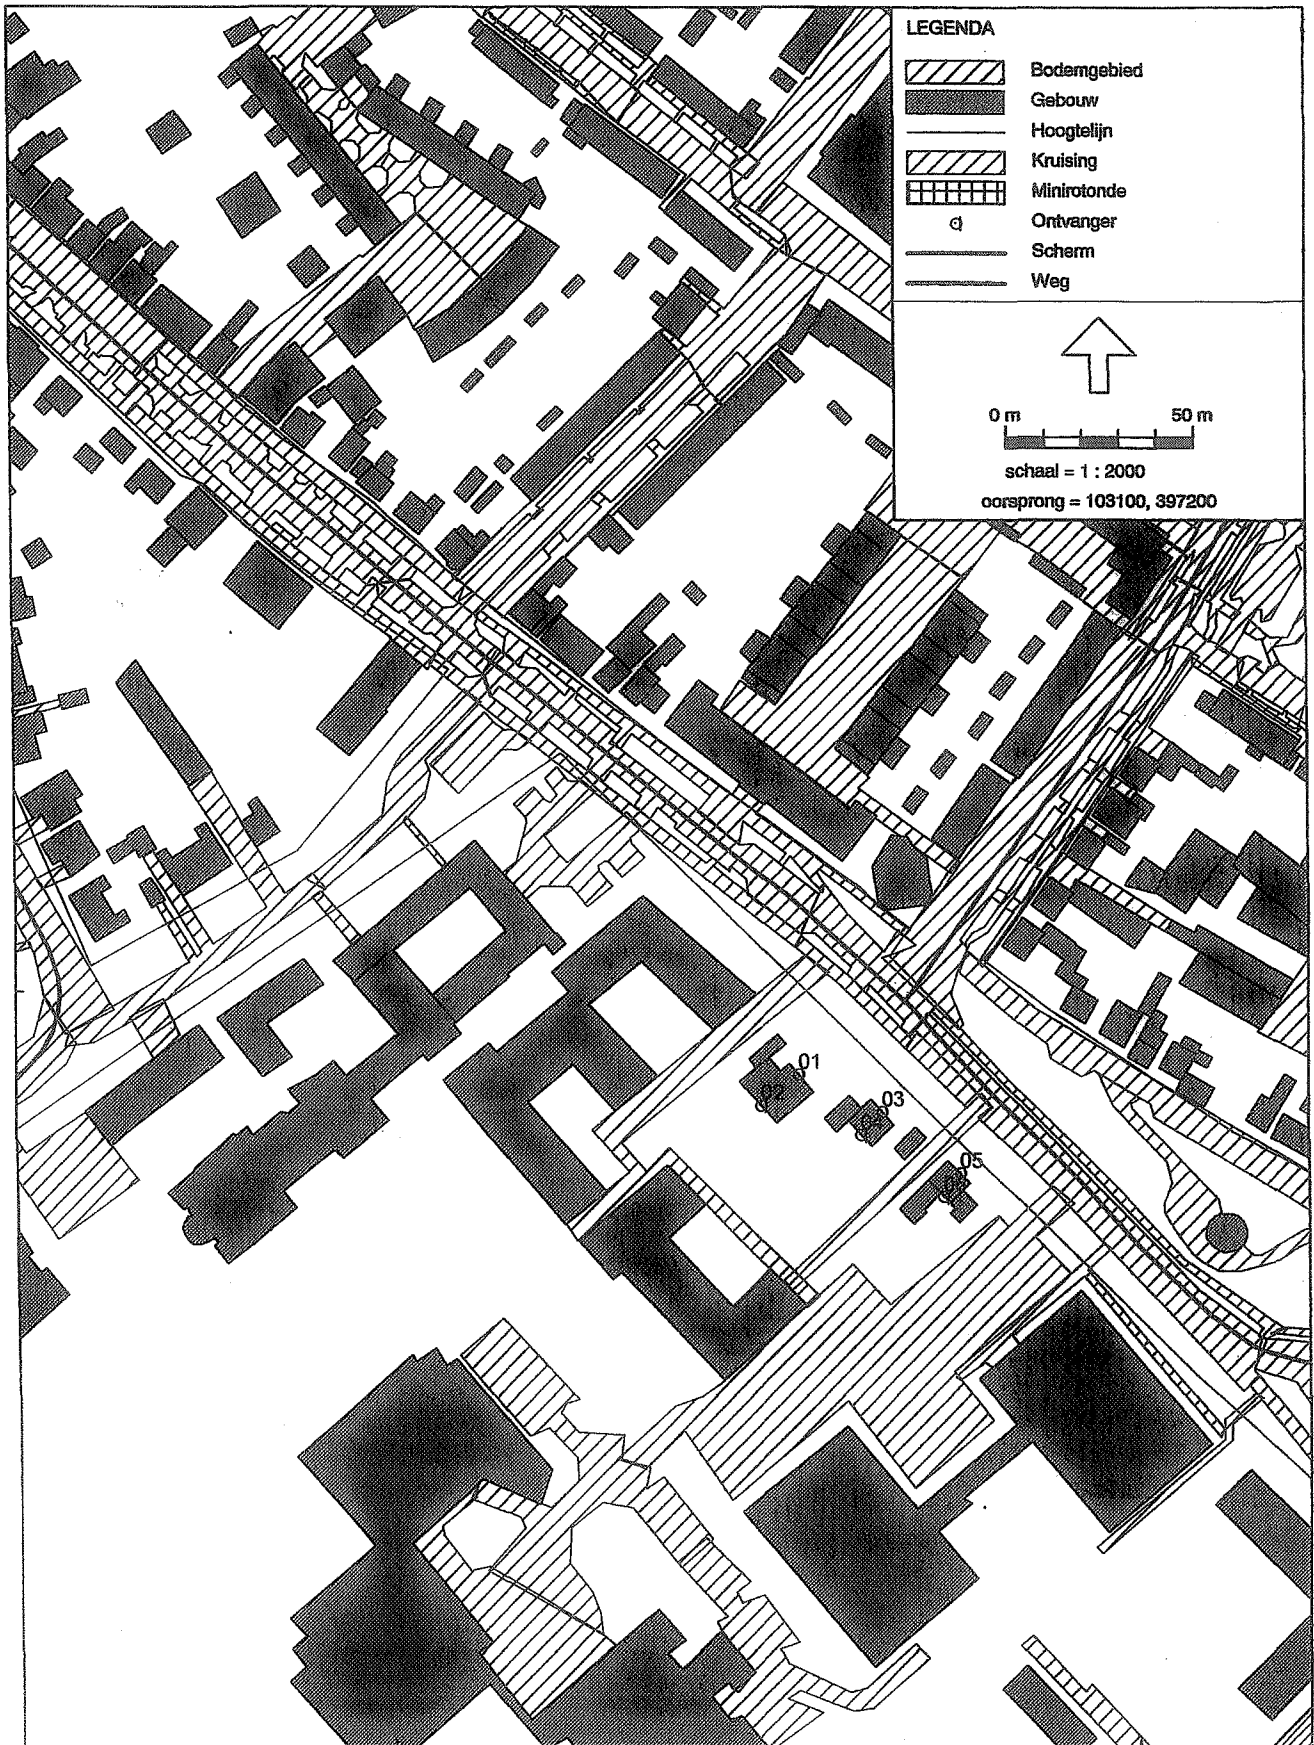 LEGENDA
Bodemgebied
Gebouw
Hoogtelijn
Kruising
Minirotonde
Ontvanger
Scherm
Weg
0 m 50 m
schaal = 1 : 2000
oorsprong = 103100, 397200
01
02
03
04
05